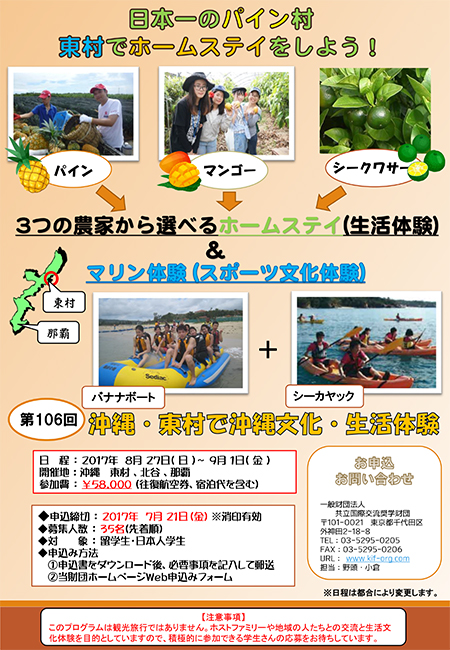 日本一のパイン村
東村でホームステイをしよう！
パイン
マンゴー
シークワサー
3つの農家から選べるホームステイ(生活体験)
&
マリン体験(スポーツ文化体験)
東村
那覇
バナナボート
+
シーカヤック
第106回 沖縄・東村で沖縄文化・生活体験
日 程：2017年 8月27日(日)～9月1日(金)
開催地：沖縄 東村、北谷、那覇
参加費：￥58,000(往復航空券、宿泊代を含む)
◆申込締切：2017年 7月21日(金) ※消印有効
◆募集人数：35名(先着順)
◆対 象：留学生・日本人学生
◆申込み方法
①申込書をダウンロード後、必要事項を記入して郵送
②当財団ホームページWeb申込みフォーム
お申込
お問い合わせ
一般財団法人
共立国際交流奨学財団
〒101-0021 東京都千代田区
外神田2-18-8
TEL：03-5295-0205
FAX：03-5295-0206
URL： www.kif-org.com
担当：野頭・小倉
※日程は都合により変更します。
【注意事項】
このプログラムは観光旅行ではありません。ホストファミリーや地域の人たちとの交流と生活文
化体験を目的としていますので、積極的に参加できる学生さんの応募をお待ちしています。